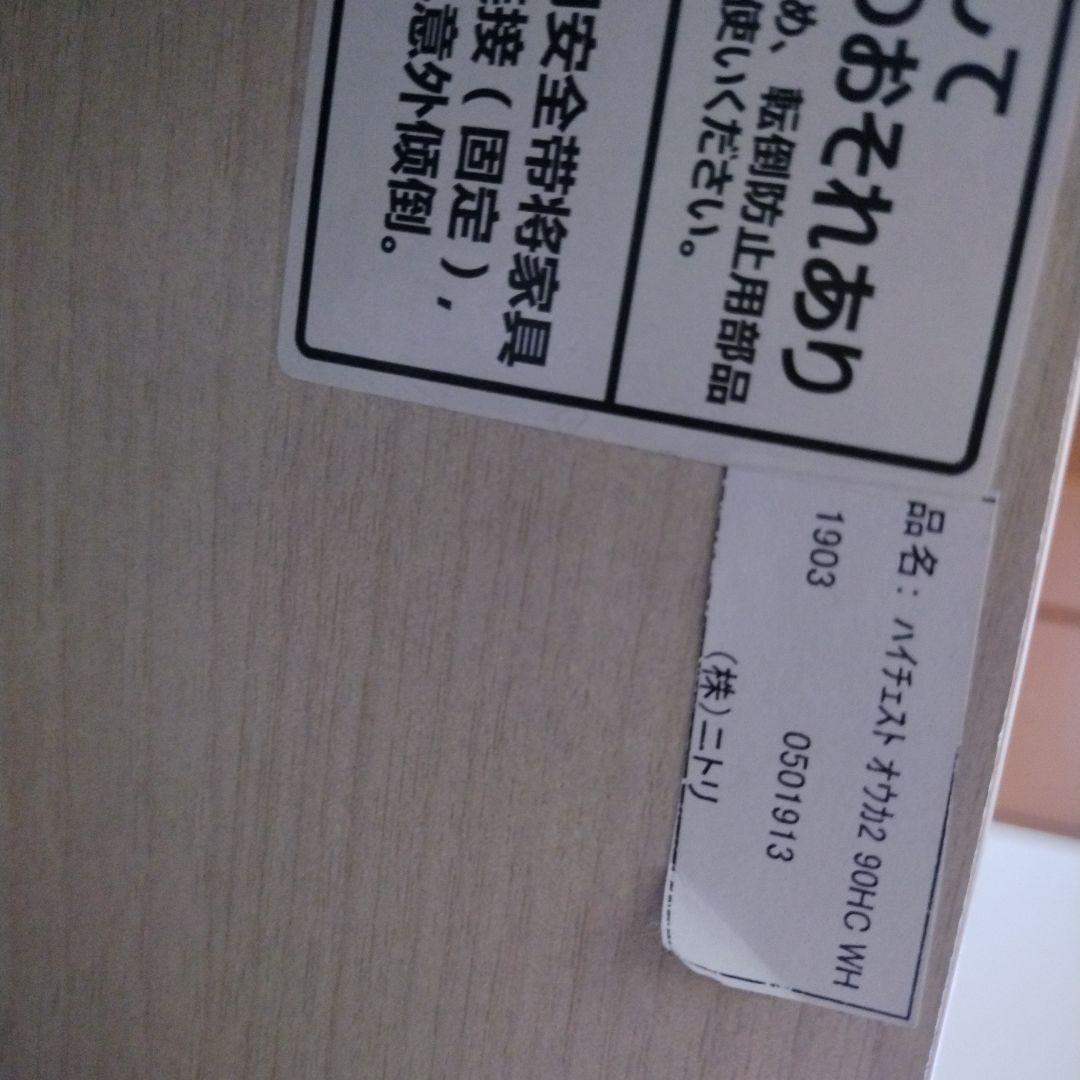 して
のおそれあり
め、転倒防止用部品
使いください。
安全带将家具
接(固定),
意外倾倒。
品名: ﾊｲﾁｪｽﾄ ｵｳｶ2 90HC WH
1903 0501913
(株)ニトリ